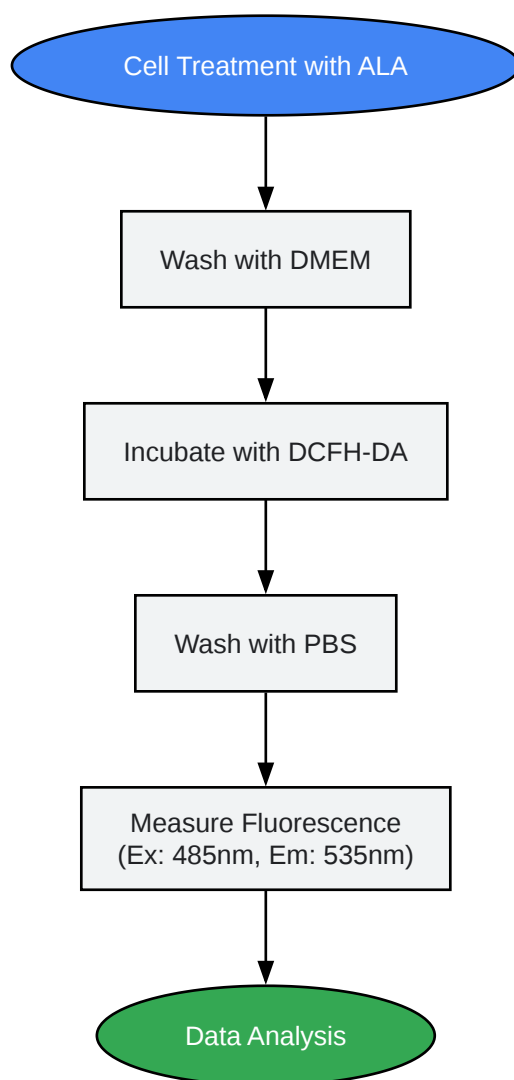 Cell Treatment with ALA
Wash with DMEM
Incubate with DCFH-DA
Wash with PBS
Measure Fluorescence
(Ex: 485nm, Em: 535nm)
Data Analysis